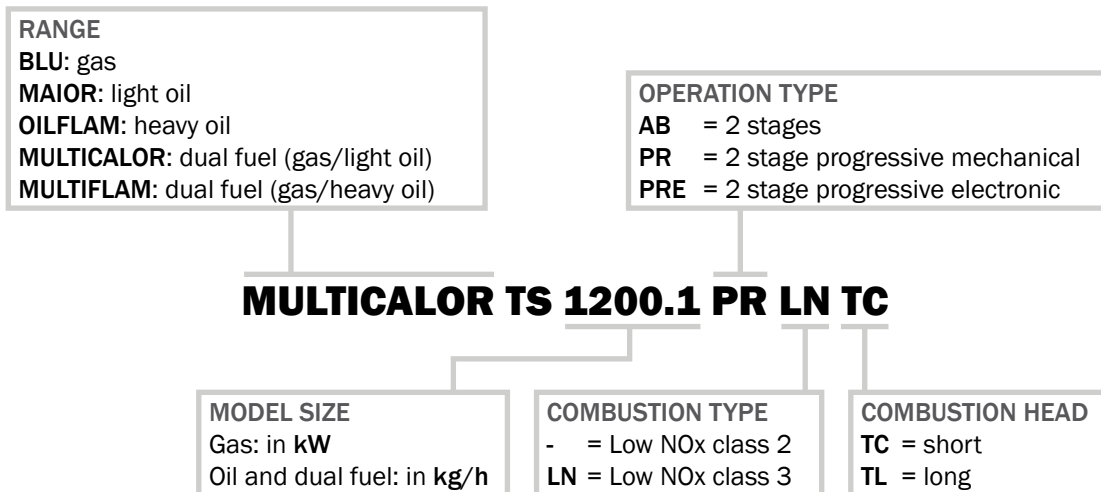 RANGE
BLU: gas
MAIOR: light oil
OILFLAM: heavy oil
MULTICALOR: dual fuel (gas/light oil)
MULTIFLAM: dual fuel (gas/heavy oil)
OPERATION TYPE
AB = 2 stages
PR = 2 stage progressive mechanical
PRE = 2 stage progressive electronic
MULTICALOR TS 1200.1 PR LN TC
MODEL SIZE
Gas: in kW
Oil and dual fuel: in kg/h
COMBUSTION TYPE
- = Low NOx class 2
LN = Low NOx class 3
COMBUSTION HEAD
TC = short
TL = long